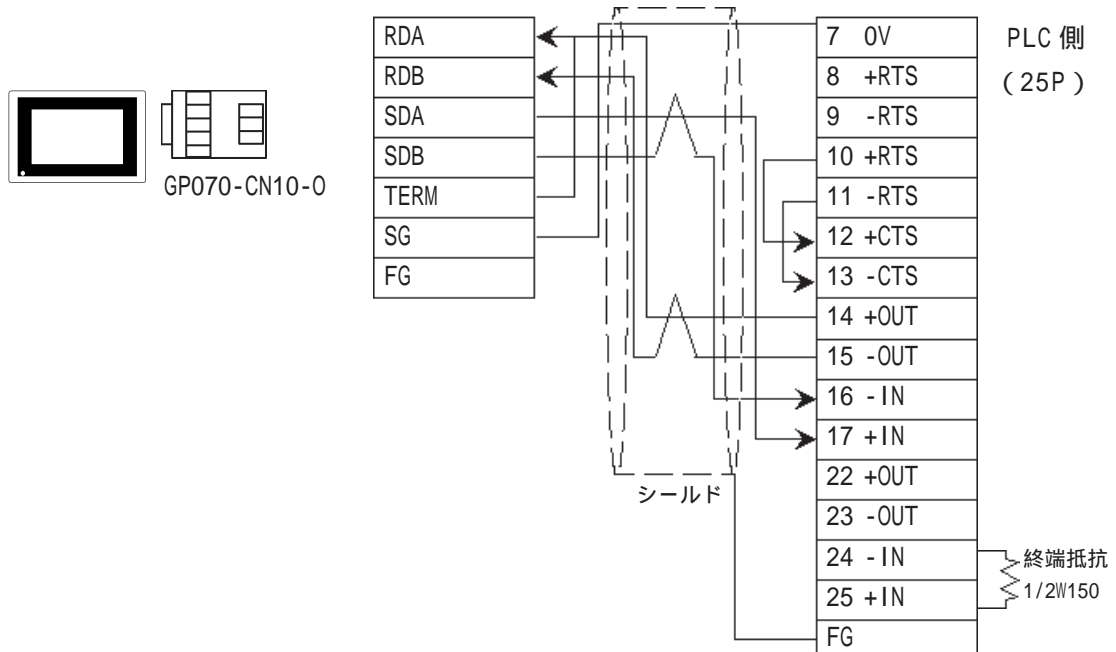 GP070-CN10-0
RDA
RDB
SDA
SDB
TERM
SG
FG
シールド
7 0V
8 +RTS
9 -RTS
10 +RTS
11 -RTS
12 +CTS
13 -CTS
14 +OUT
15 -OUT
16 -IN
17 +IN
22 +OUT
23 -OUT
24 -IN
25 +IN
FG
PLC 側
(25P)
終端抵抗
1/2W150